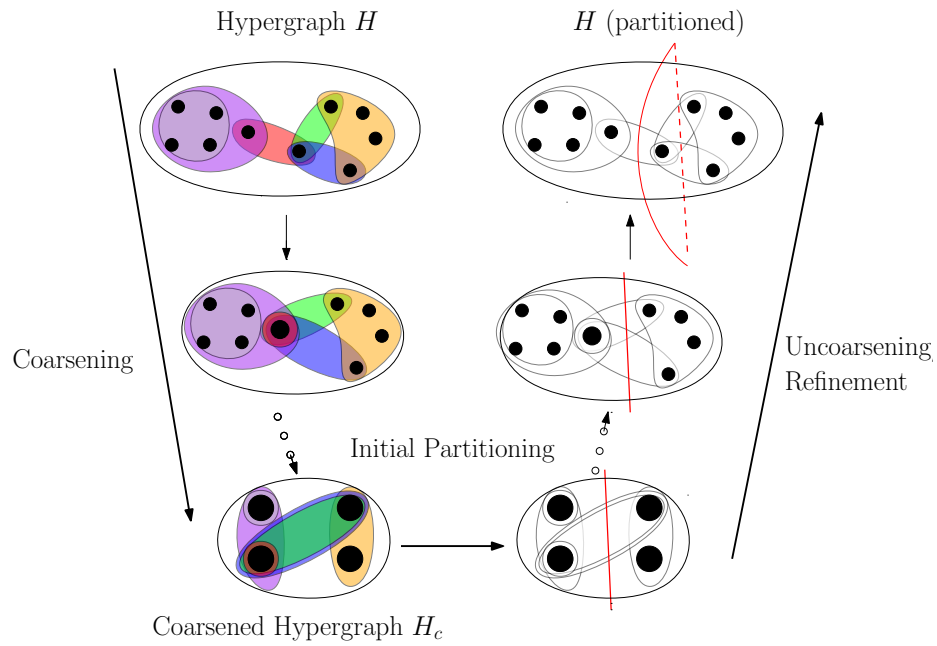 Hypergraph H
H (partitioned)
Coarsening
Uncoarsening,
Refinement
Initial Partitioning
Coarsened Hypergraph H_c